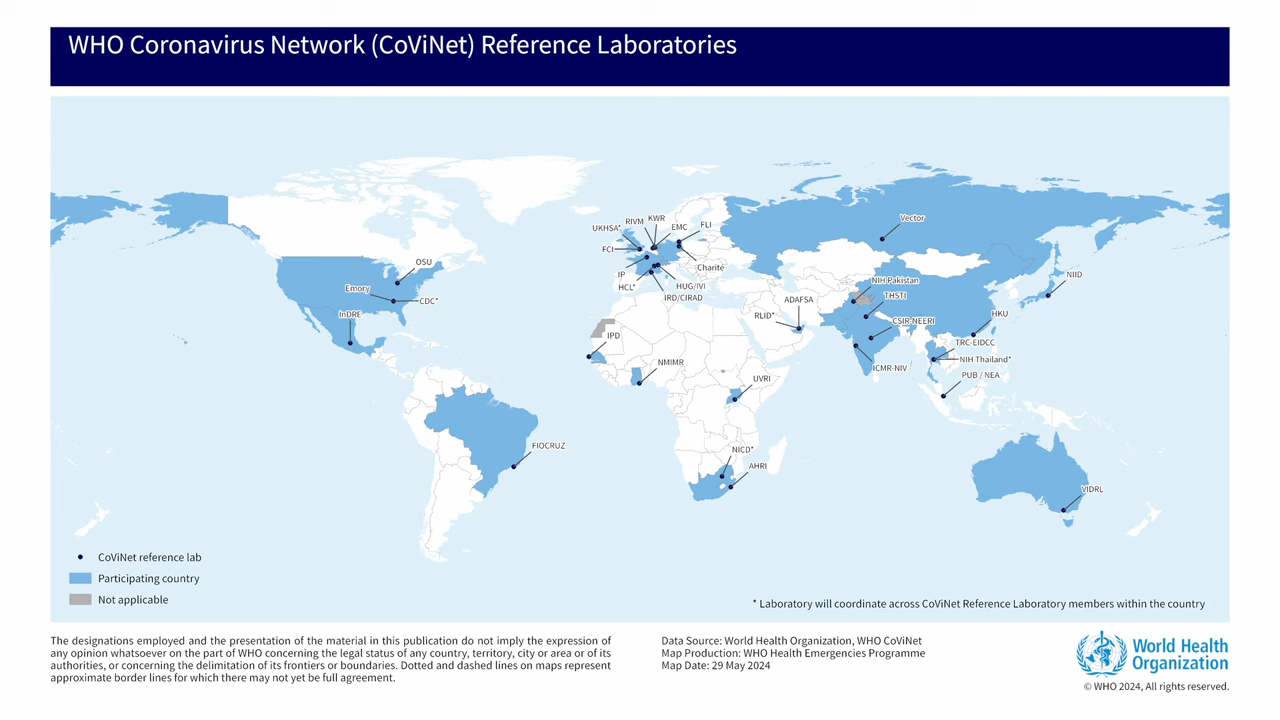 WHO Coronavirus Network (CoViNet) Reference Laboratories
Vector
RIVM
KWR
UKHSA*
EMC
FLI
FCI
OSU
Charité
IP
HCL*
HUG/IVI
IRD/CIRAD
NIH Pakistan
NIID
Emory
CDC*
ADAFSA
THSTI
InDRE
RLID*
CSIR-NEERI
HKU
IPD
TRC-EIDCC
NIH Thailand*
NMIMR
ICMR-NIV
PUB / NEA
UVRI
FIOCRUZ
NICD*
AHRI
VIDRL
CoViNet reference lab
Participating country
Not applicable
* Laboratory will coordinate across CoViNet Reference Laboratory members within the country
The designations employed and the presentation of the material in this publication do not imply the expression of
any opinion whatsoever on the part of WHO concerning the legal status of any country, territory, city or area or of its
authorities, or concerning the delimitation of its frontiers or boundaries. Dotted and dashed lines on maps represent
approximate border lines for which there may not yet be full agreement.
Data Source: World Health Organization, WHO CoViNet
Map Production: WHO Health Emergencies Programme
Map Date: 29 May 2024
World Health
Organization
© WHO 2024, All rights reserved.